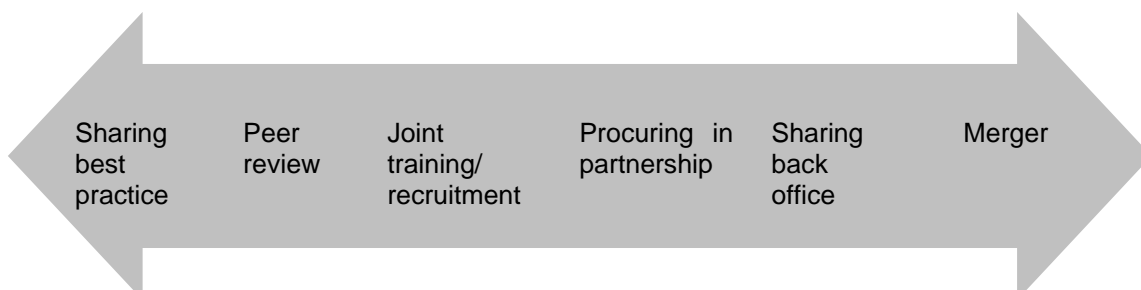 Sharing
best
practice
Peer
review
Joint
training/
recruitment
Procuring in
partnership
Sharing
back
office
Merger